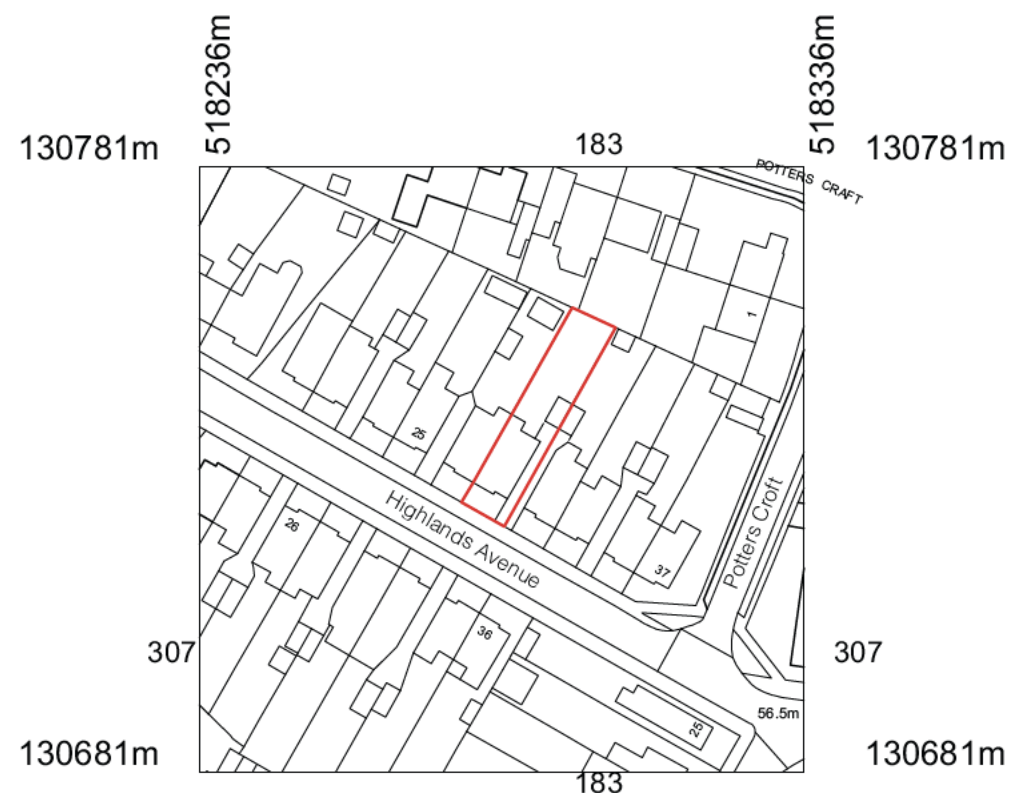 518236m
518336m
130781m
183
130781m
POTTERS CRAFT
1
25
Highlands Avenue
26
37
Potters Croft
36
307
307
25
56.5m
130681m
183
130681m